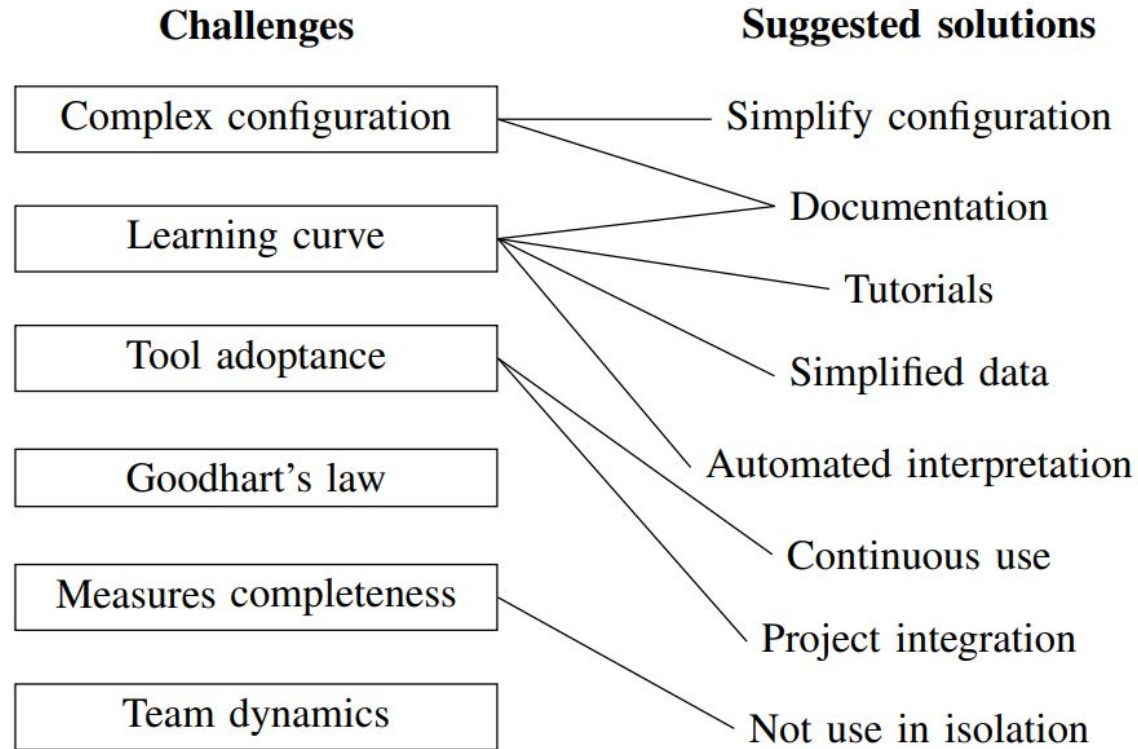 Challenges
Suggested solutions
Complex configuration
Simplify configuration
Documentation
Learning curve
Tutorials
Tool adoptance
Simplified data
Goodhart's law
Automated interpretation
Continuous use
Measures completeness
Project integration
Team dynamics
Not use in isolation